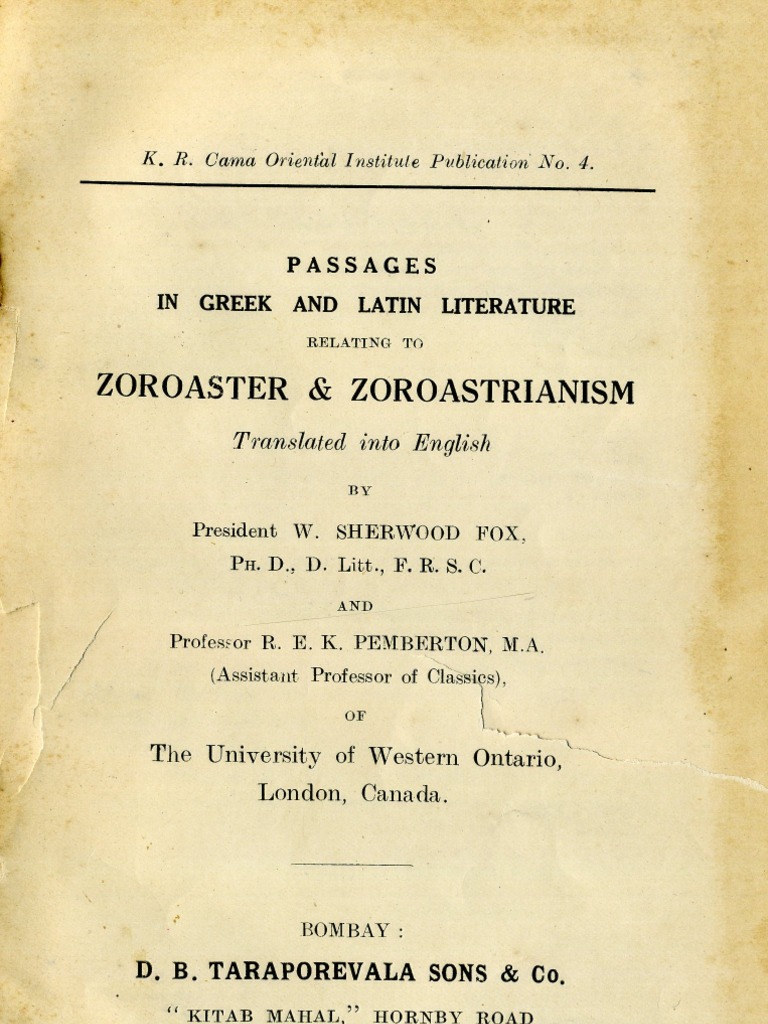 K. R. Cama Oriental Institute Publication No. 4.
PASSAGES
IN GREEK AND LATIN LITERATURE
RELATING TO
ZOROASTER & ZOROASTRIANISM
Translated into English
BY
President W. SHERWOOD FOX,
PH. D., D. Litt., F. R. S. C.
AND
Professor R. E. K. PEMBERTON, M.A.
(Assistant Professor of Classics),
OF
The University of Western Ontario,
London, Canada.
BOMBAY :
D. B. TARAPOREVALA SONS & Co.
“ KITAB MAHAL,” HORNBY ROAD